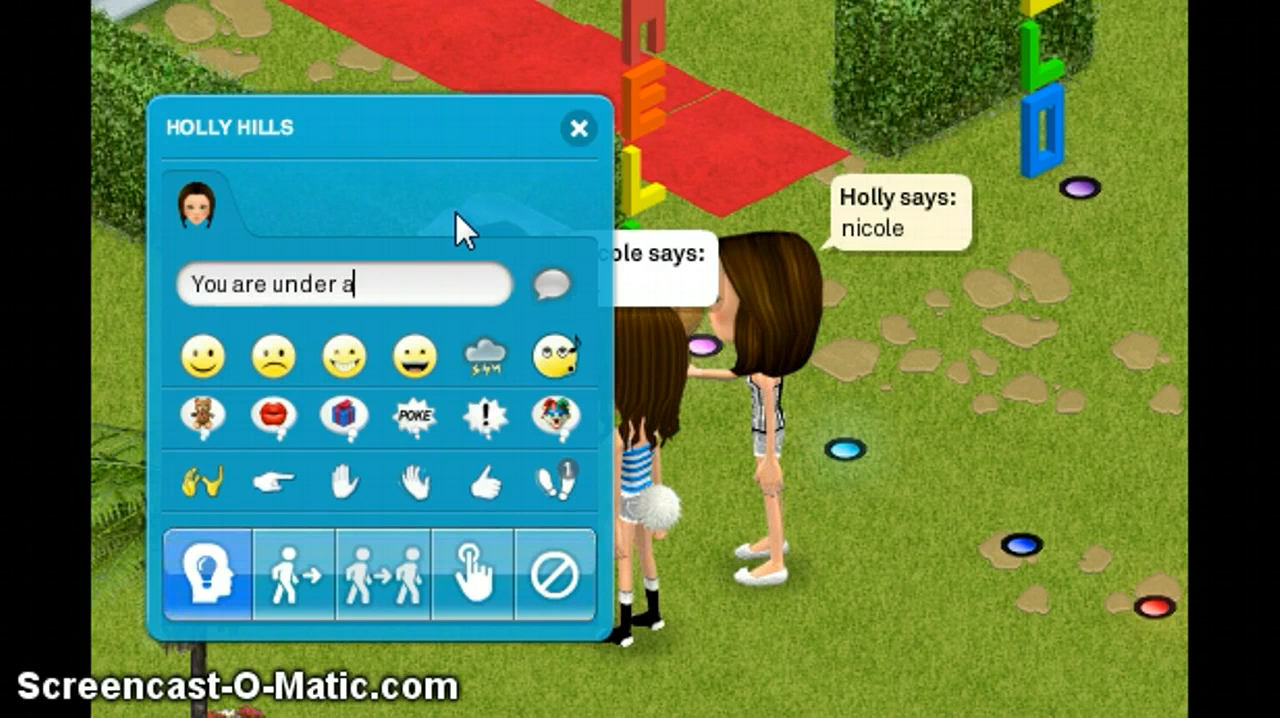 HOLLY HILLS
You are under a
cole says:
Holly says:
nicole
POKE
!
1
E
L
L
O
Screencast-O-Matic.com